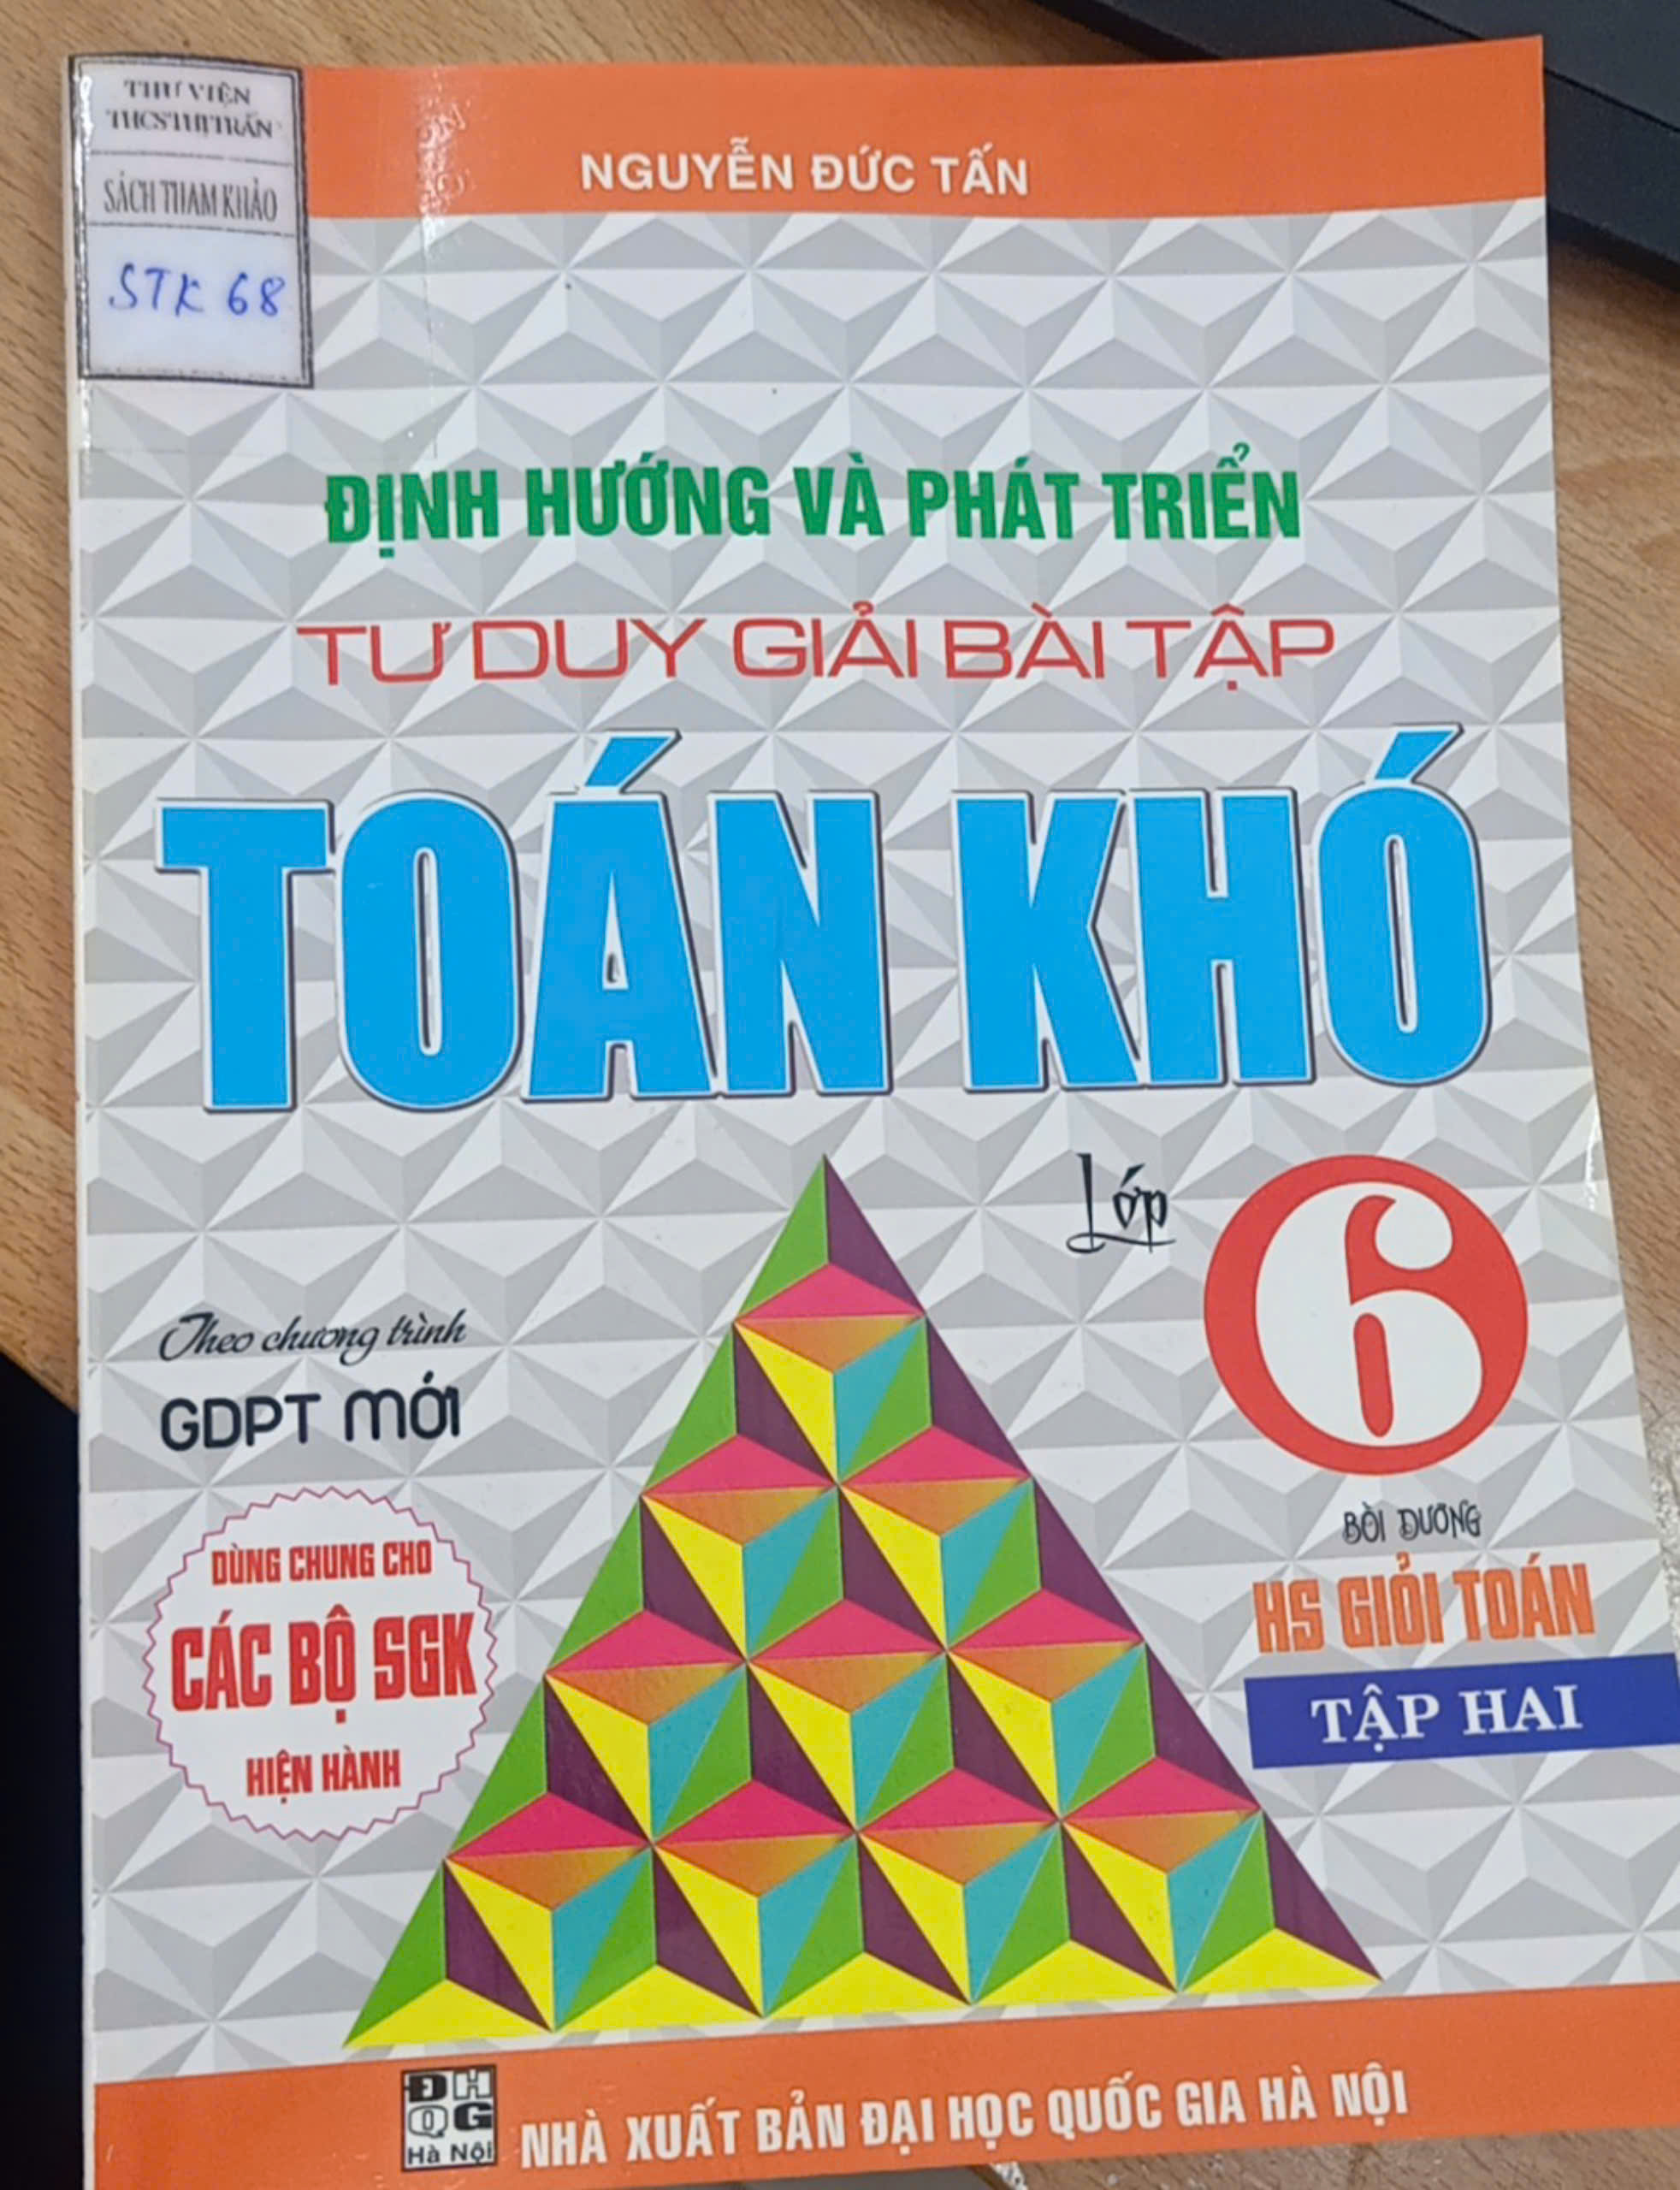 THƯ VIỆN
THCS THỊ TRẤN
SÁCH THAM KHẢO
STK 68
NGUYỄN ĐỨC TẤN
ĐỊNH HƯỚNG VÀ PHÁT TRIỂN
TƯ DUY GIẢI BÀI TẬP
TOÁN KHÓ
Lớp 6
Theo chương trình
GDPT MỚI
DÙNG CHUNG CHO
CÁC BỘ SGK
HIỆN HÀNH
BỒI DƯỠNG
HS GIỎI TOÁN
TẬP HAI
ĐH
QG
Hà Nội
NHÀ XUẤT BẢN ĐẠI HỌC QUỐC GIA HÀ NỘI